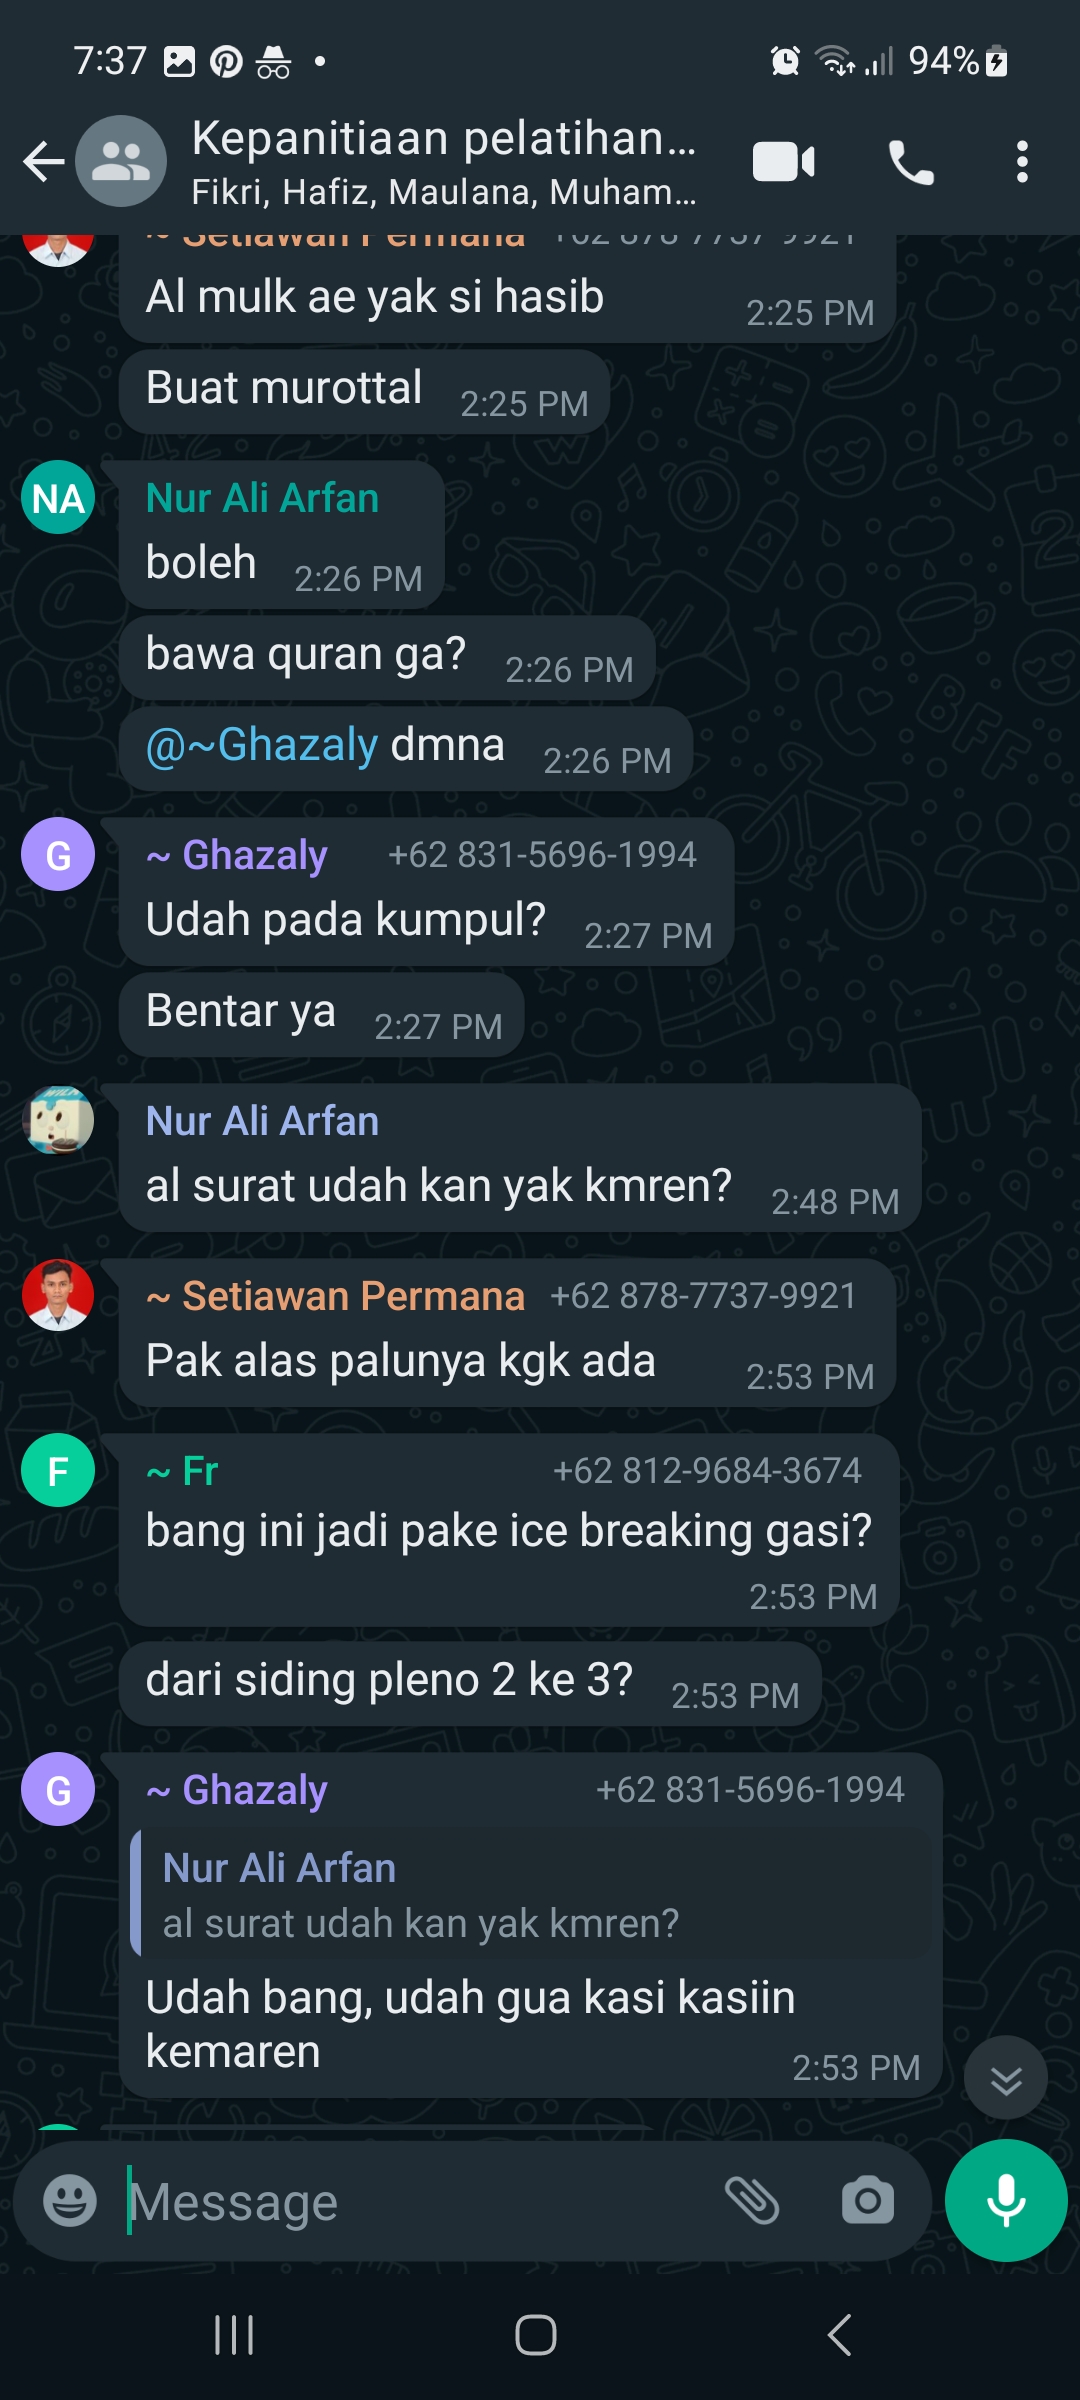 7:37
94%
Kepanitiaan pelatihan...
Fikri, Hafiz, Maulana, Muham...
~ Setiawan Permana +62 878-7737-9921
Al mulk ae yak si hasib
2:25 PM
Buat murottal
2:25 PM
NA
Nur Ali Arfan
boleh
2:26 PM
bawa quran ga?
2:26 PM
@~Ghazaly dmna
2:26 PM
G
~ Ghazaly +62 831-5696-1994
Udah pada kumpul?
2:27 PM
Bentar ya
2:27 PM
Nur Ali Arfan
al surat udah kan yak kmren?
2:48 PM
~ Setiawan Permana +62 878-7737-9921
Pak alas palunya kgk ada
2:53 PM
F
~ Fr +62 812-9684-3674
bang ini jadi pake ice breaking gasi?
2:53 PM
dari siding pleno 2 ke 3?
2:53 PM
G
~ Ghazaly +62 831-5696-1994
Nur Ali Arfan
al surat udah kan yak kmren?
Udah bang, udah gua kasi kasiin
kemaren
2:53 PM
Message